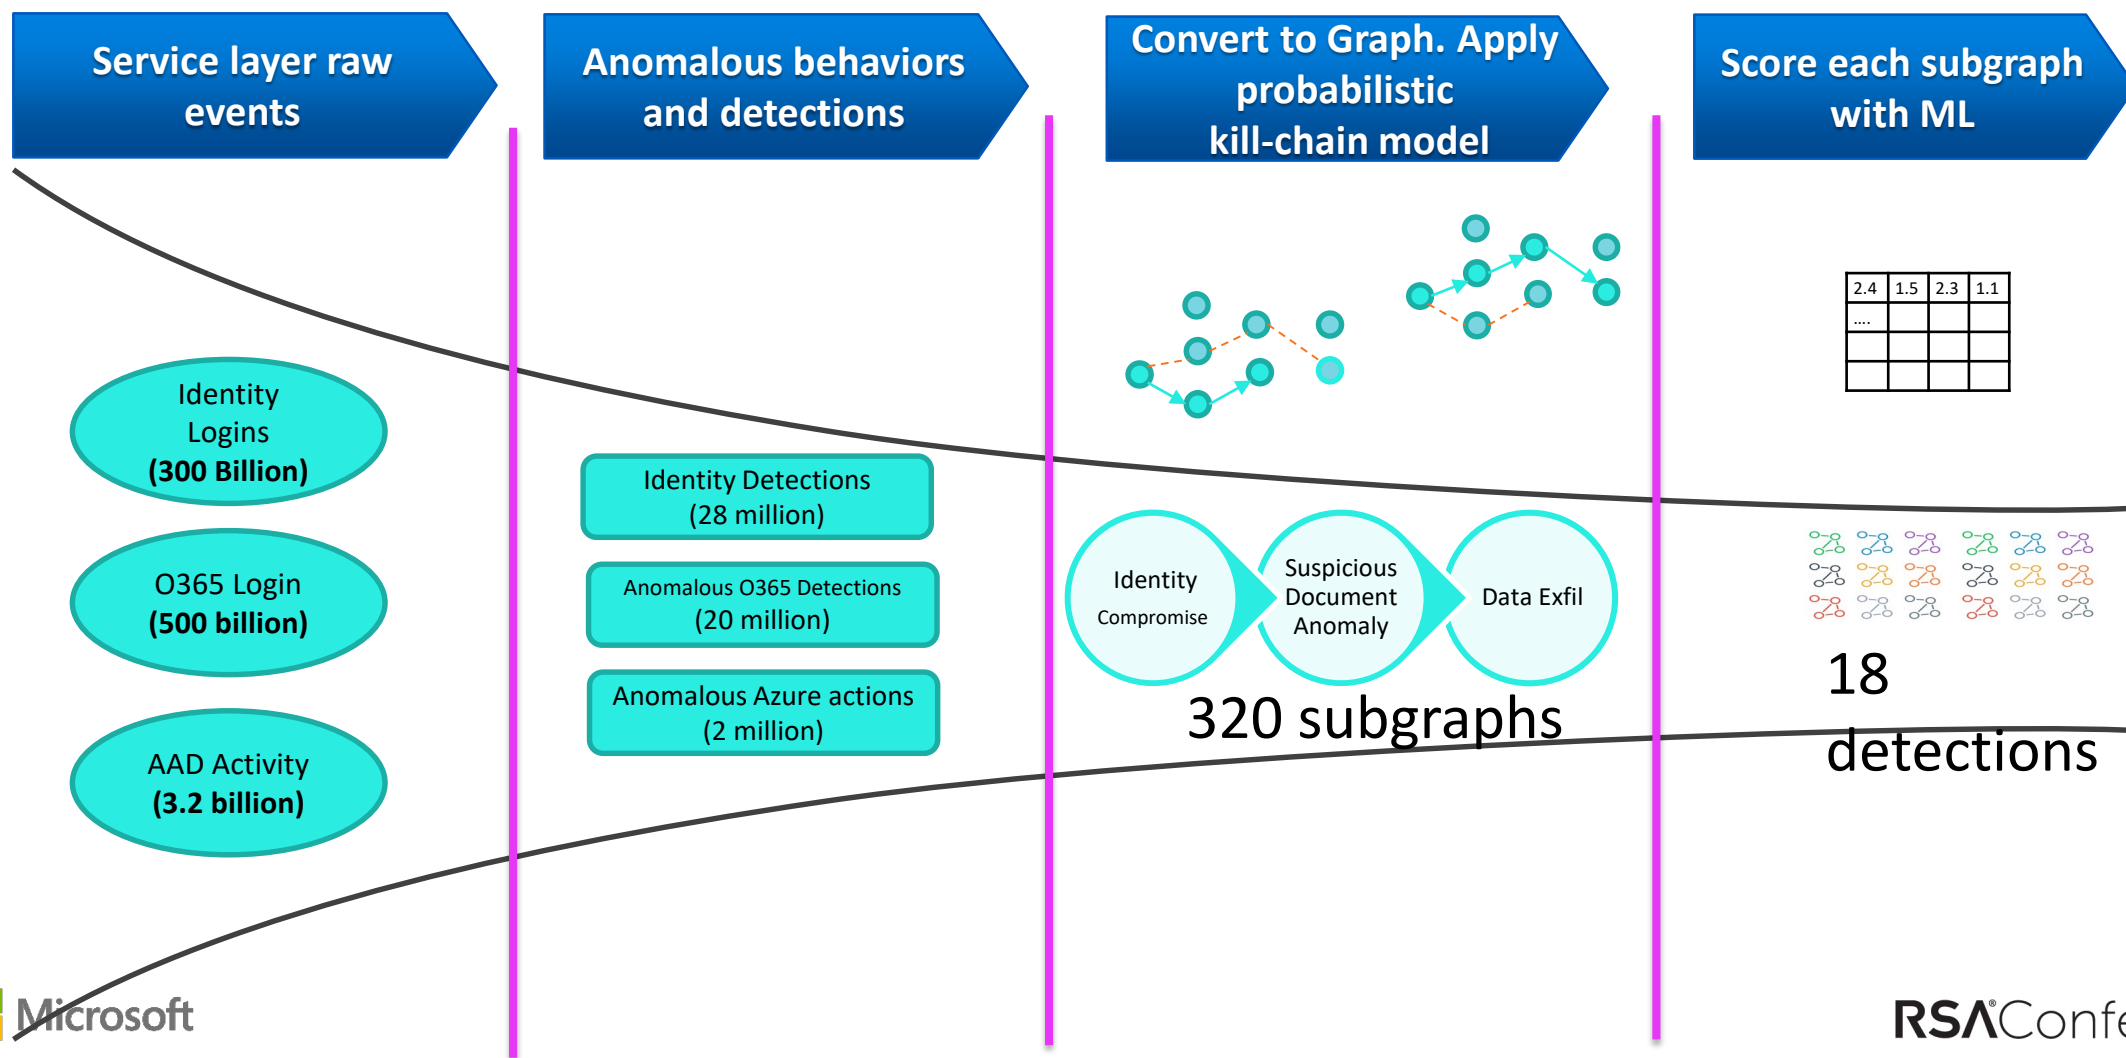 Service layer raw
events
Anomalous behaviors
and detections
Convert to Graph. Apply
probabilistic
kill-chain model
Score each subgraph
with ML
Identity
Logins
(300 Billion)
O365 Login
(500 billion)
AAD Activity
(3.2 billion)
Identity Detections
(28 million)
Anomalous O365 Detections
(20 million)
Anomalous Azure actions
(2 million)
Identity
Compromise
Suspicious
Document
Anomaly
Data Exfil
320 subgraphs
2.4 1.5 2.3 1.1
....
18
detections
Microsoft
RSA®Confe